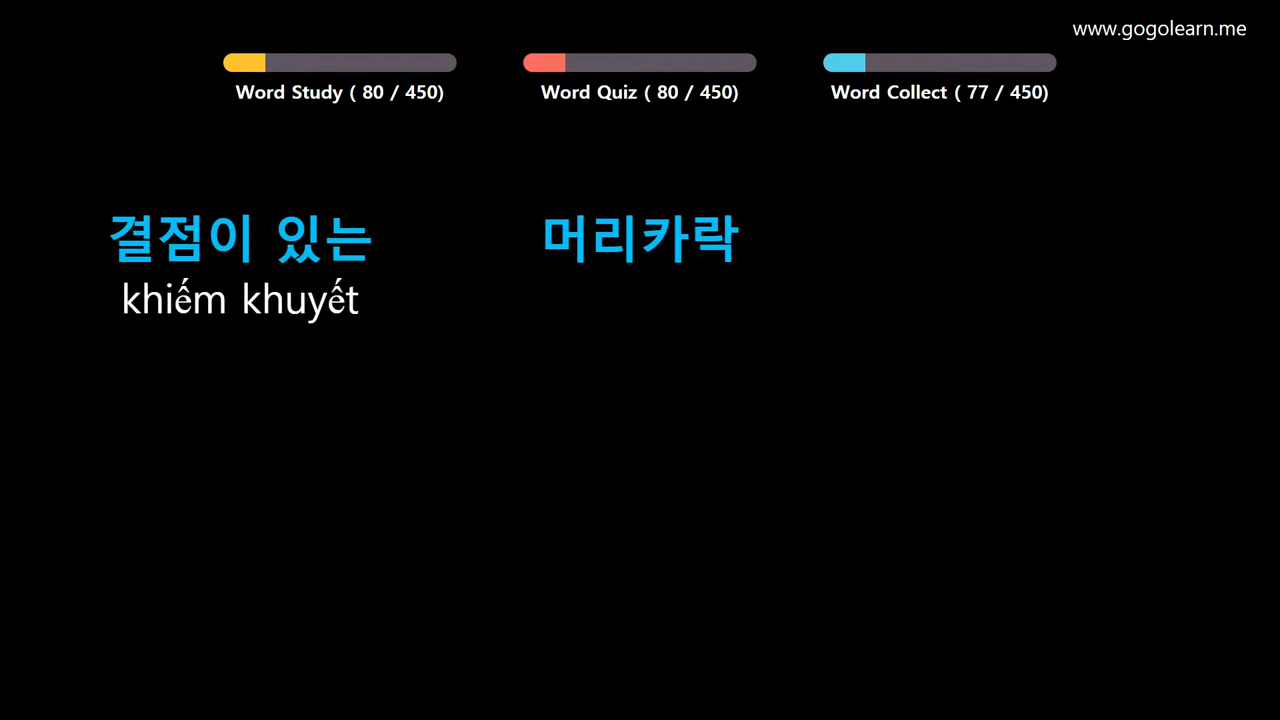 www.gogolearn.me
Word Study ( 80 / 450)
Word Quiz ( 80 / 450)
Word Collect ( 77 / 450)
결점이 있는
머리카락
khiếm khuyết